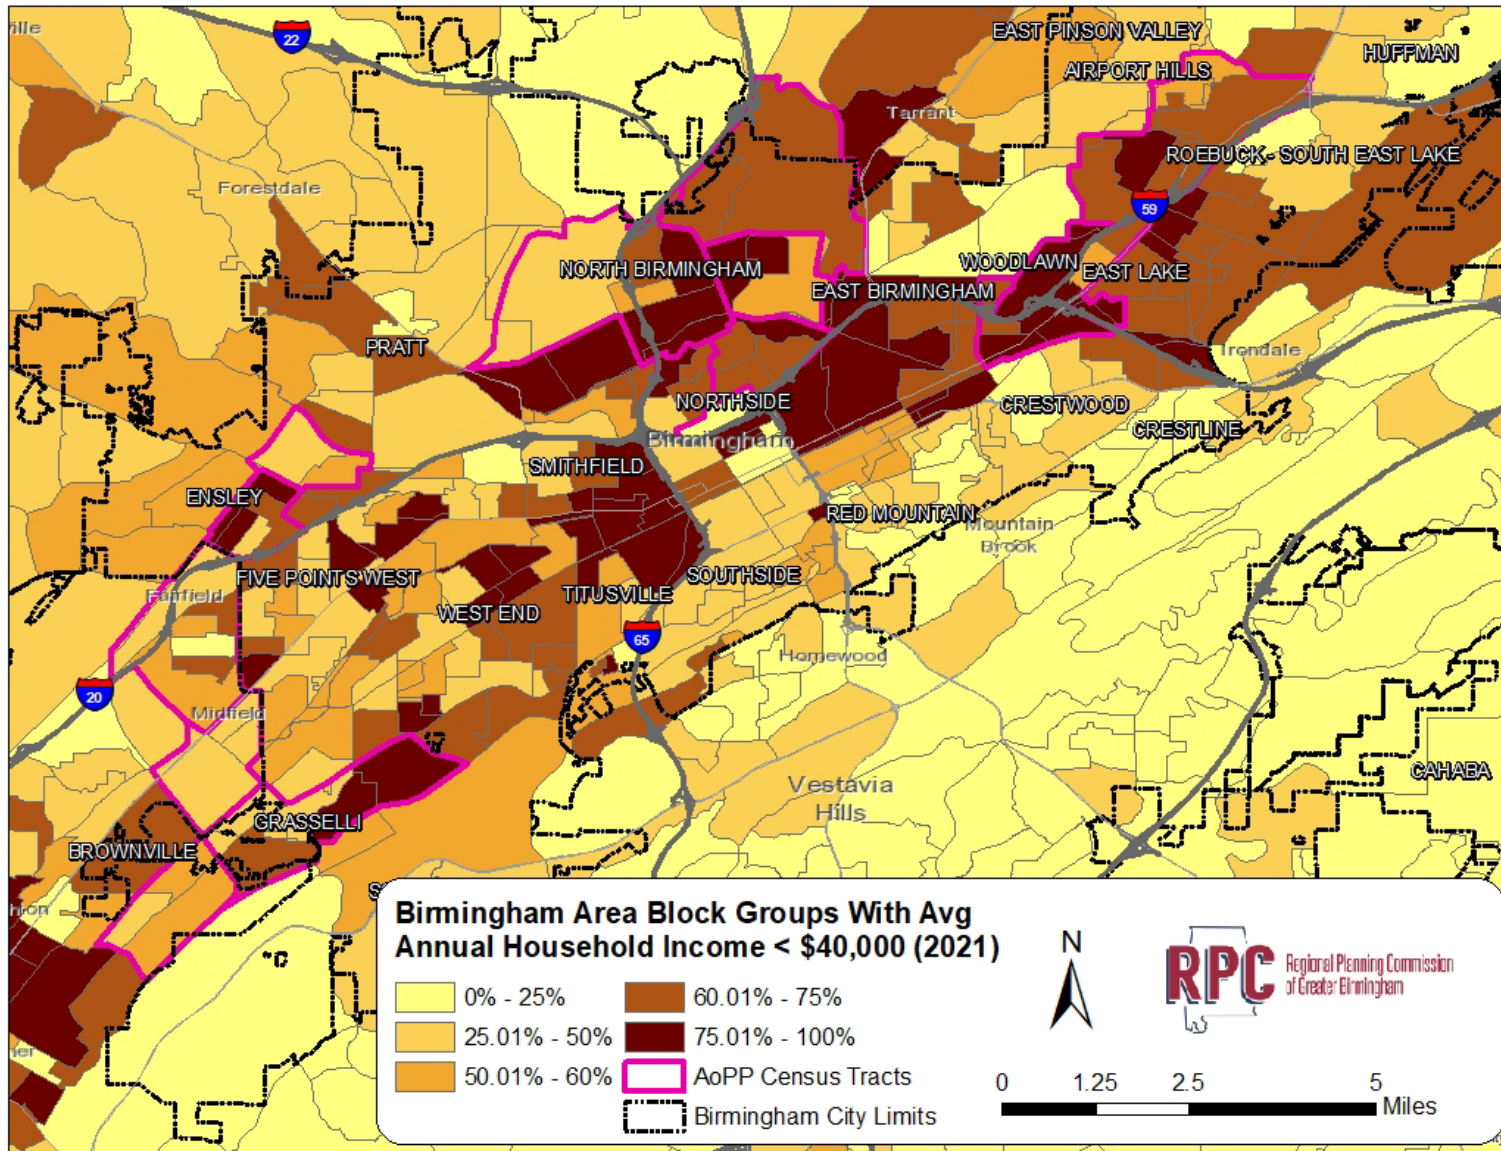 ville
22
EAST PINSON VALLEY
HUFFMAN
AIRPORT HILLS
Tarrant
ROEBUCK - SOUTH EAST LAKE
Forestdale
59
WOODLAWN
NORTH BIRMINGHAM
EAST LAKE
EAST BIRMINGHAM
PRATT
Irondale
NORTHSIDE
CRESTWOOD
CRESTLINE
Birmingham
SMITHFIELD
ENSLEY
RED MOUNTAIN
Mountain
Brook
FIVE POINTS WEST
SOUTHSIDE
Fairfield
TITUSVILLE
WEST END
65
Homewood
20
Midfield
Vestavia
Hills
CAHABA
GRASSELLI
BROWNVILLE
S
Birmingham Area Block Groups With Avg
Annual Household Income < $40,000 (2021)
0% - 25%
25.01% - 50%
50.01% - 60%
60.01% - 75%
75.01% - 100%
AoPP Census Tracts
Birmingham City Limits
N
RPC
Regional Planning Commission
of Greater Birmingham
0 1.25 2.5 5
Miles